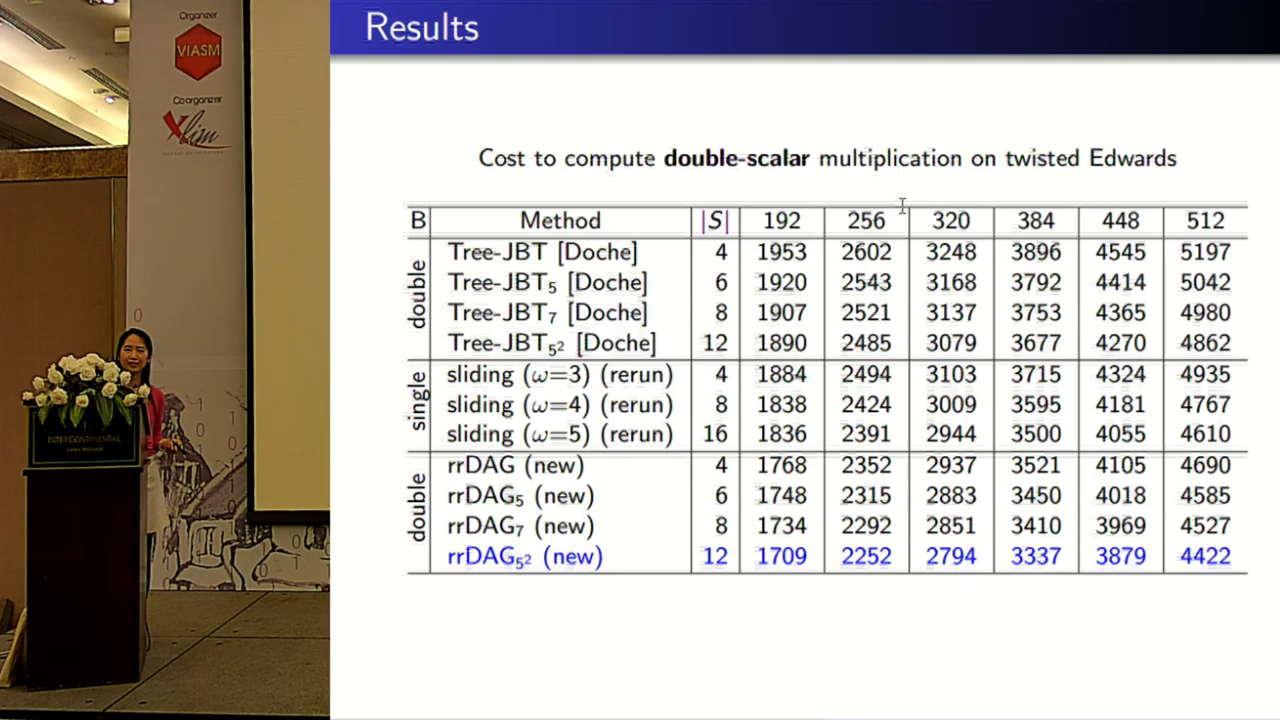 Organizer
VIASM
Coorganizer
Xlim
INTERCONTINENTAL
Results
Cost to compute double-scalar multiplication on twisted Edwards
B Method |S| 192 256 320 384 448 512
double
Tree-JBT [Doche] 4 1953 2602 3248 3896 4545 5197
Tree-JBT₅ [Doche] 6 1920 2543 3168 3792 4414 5042
Tree-JBT₇ [Doche] 8 1907 2521 3137 3753 4365 4980
Tree-JBT₅² [Doche] 12 1890 2485 3079 3677 4270 4862
single
sliding (ω=3) (rerun) 4 1884 2494 3103 3715 4324 4935
sliding (ω=4) (rerun) 8 1838 2424 3009 3595 4181 4767
sliding (ω=5) (rerun) 16 1836 2391 2944 3500 4055 4610
double
rrDAG (new) 4 1768 2352 2937 3521 4105 4690
rrDAG₅ (new) 6 1748 2315 2883 3450 4018 4585
rrDAG₇ (new) 8 1734 2292 2851 3410 3969 4527
rrDAG₅² (new) 12 1709 2252 2794 3337 3879 4422